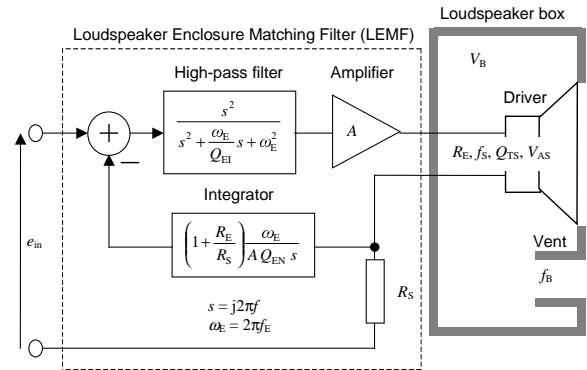 Loudspeaker box
Loudspeaker Enclosure Matching Filter (LEMF)
V_B
High-pass filter
Amplifier
Driver
s^2 / (s^2 + (ω_E / Q_EI) s + ω_E^2)
+
−
A
R_E, f_S, Q_TS, V_AS
Integrator
e_in
(1 + R_E / R_S) ω_E / (A Q_EN s)
Vent
f_B
R_S
s = j2πf
ω_E = 2πf_E